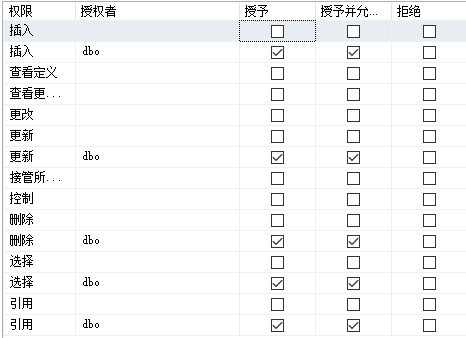 权限 授权者 授予 授予并允... 拒绝
插入
插入 dbo
查看定义
查看更...
更改
更新
更新 dbo
接管所...
控制
删除
删除 dbo
选择
选择 dbo
引用
引用 dbo